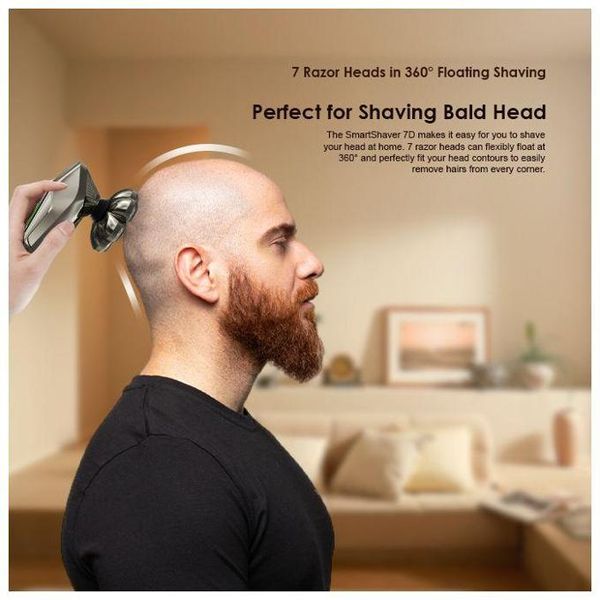 7 Razor Heads in 360° Floating Shaving
Perfect for Shaving Bald Head
The SmartShaver 7D makes it easy for you to shave
your head at home. 7 razor heads can flexibly float at
360° and perfectly fit your head contours to easily
remove hairs from every corner.